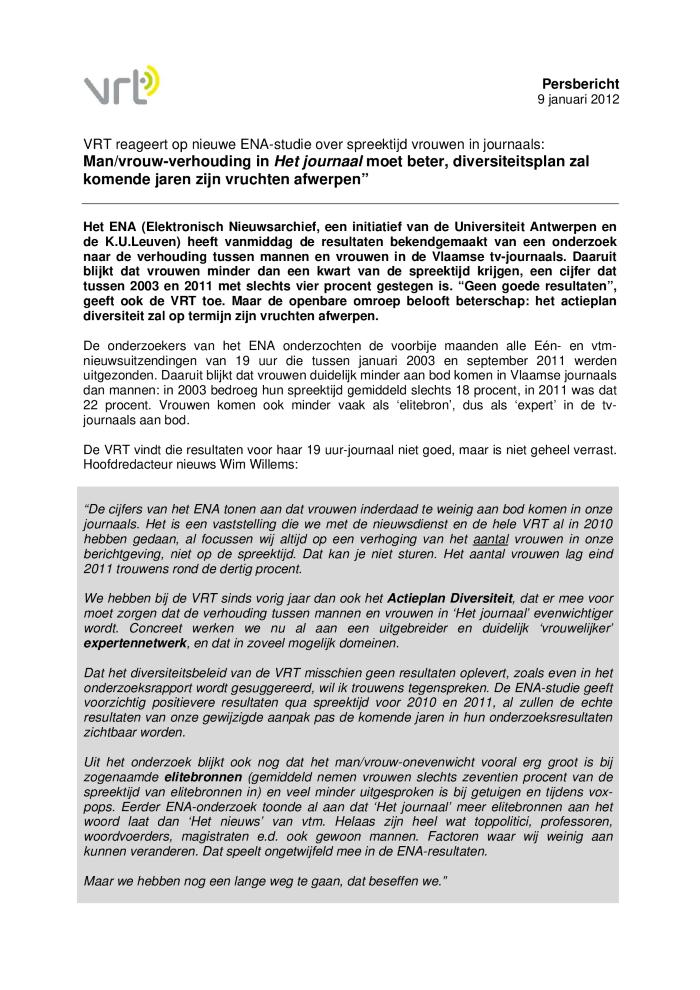 vrt
Persbericht
9 januari 2012
VRT reageert op nieuwe ENA-studie over spreektijd vrouwen in journaals:
Man/vrouw-verhouding in Het journaal moet beter, diversiteitsplan zal
komende jaren zijn vruchten afwerpen”
Het ENA (Elektronisch Nieuwsarchief, een initiatief van de Universiteit Antwerpen en
de K.U.Leuven) heeft vanmiddag de resultaten bekendgemaakt van een onderzoek
naar de verhouding tussen mannen en vrouwen in de Vlaamse tv-journaals. Daaruit
blijkt dat vrouwen minder dan een kwart van de spreektijd krijgen, een cijfer dat
tussen 2003 en 2011 met slechts vier procent gestegen is. “Geen goede resultaten”,
geeft ook de VRT toe. Maar de openbare omroep belooft beterschap: het actieplan
diversiteit zal op termijn zijn vruchten afwerpen.
De onderzoekers van het ENA onderzochten de voorbije maanden alle Eén- en vtm-
nieuwsuitzendingen van 19 uur die tussen januari 2003 en september 2011 werden
uitgezonden. Daaruit blijkt dat vrouwen duidelijk minder aan bod komen in Vlaamse journaals
dan mannen: in 2003 bedroeg hun spreektijd gemiddeld slechts 18 procent, in 2011 was dat
22 procent. Vrouwen komen ook minder vaak als ‘elitebron’, dus als ‘expert’ in de tv-
journaals aan bod.
De VRT vindt die resultaten voor haar 19 uur-journaal niet goed, maar is niet geheel verrast.
Hoofdredacteur nieuws Wim Willems:
“De cijfers van het ENA tonen aan dat vrouwen inderdaad te weinig aan bod komen in onze
journaals. Het is een vaststelling die we met de nieuwsdienst en de hele VRT al in 2010
hebben gedaan, al focussen wij altijd op een verhoging van het aantal vrouwen in onze
berichtgeving, niet op de spreektijd. Dat kan je niet sturen. Het aantal vrouwen lag eind
2011 trouwens rond de dertig procent.
We hebben bij de VRT sinds vorig jaar dan ook het Actieplan Diversiteit, dat er mee voor
moet zorgen dat de verhouding tussen mannen en vrouwen in ‘Het journaal’ evenwichtiger
wordt. Concreet werken we nu al aan een uitgebreider en duidelijk ‘vrouwelijker’
expertennetwerk, en dat in zoveel mogelijk domeinen.
Dat het diversiteitsbeleid van de VRT misschien geen resultaten oplevert, zoals even in het
onderzoeksrapport wordt gesuggereerd, wil ik trouwens tegenspreken. De ENA-studie geeft
voorzichtig positievere resultaten qua spreektijd voor 2010 en 2011, al zullen de echte
resultaten van onze gewijzigde aanpak pas de komende jaren in hun onderzoeksresultaten
zichtbaar worden.
Uit het onderzoek blijkt ook nog dat het man/vrouw-onevenwicht vooral erg groot is bij
zogenaamde elitebronnen (gemiddeld nemen vrouwen slechts zeventien procent van de
spreektijd van elitebronnen in) en veel minder uitgesproken is bij getuigen en tijdens vox-
pops. Eerder ENA-onderzoek toonde al aan dat ‘Het journaal’ meer elitebronnen aan het
woord laat dan ‘Het nieuws’ van vtm. Helaas zijn heel wat toppolitici, professoren,
woordvoerders, magistraten e.d. ook gewoon mannen. Factoren waar wij weinig aan
kunnen veranderen. Dat speelt ongetwijfeld mee in de ENA-resultaten.
Maar we hebben nog een lange weg te gaan, dat beseffen we.”